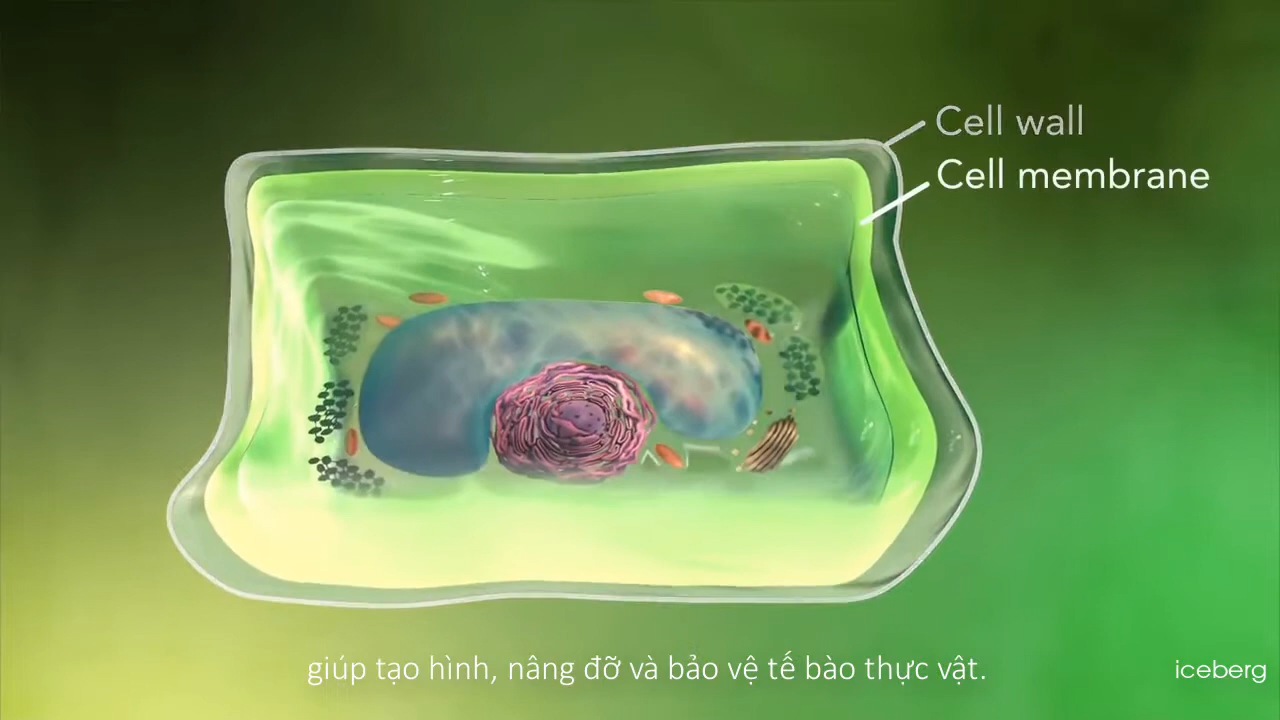 Cell wall
Cell membrane
giúp tạo hình, nâng đỡ và bảo vệ tế bào thực vật.
iceberg